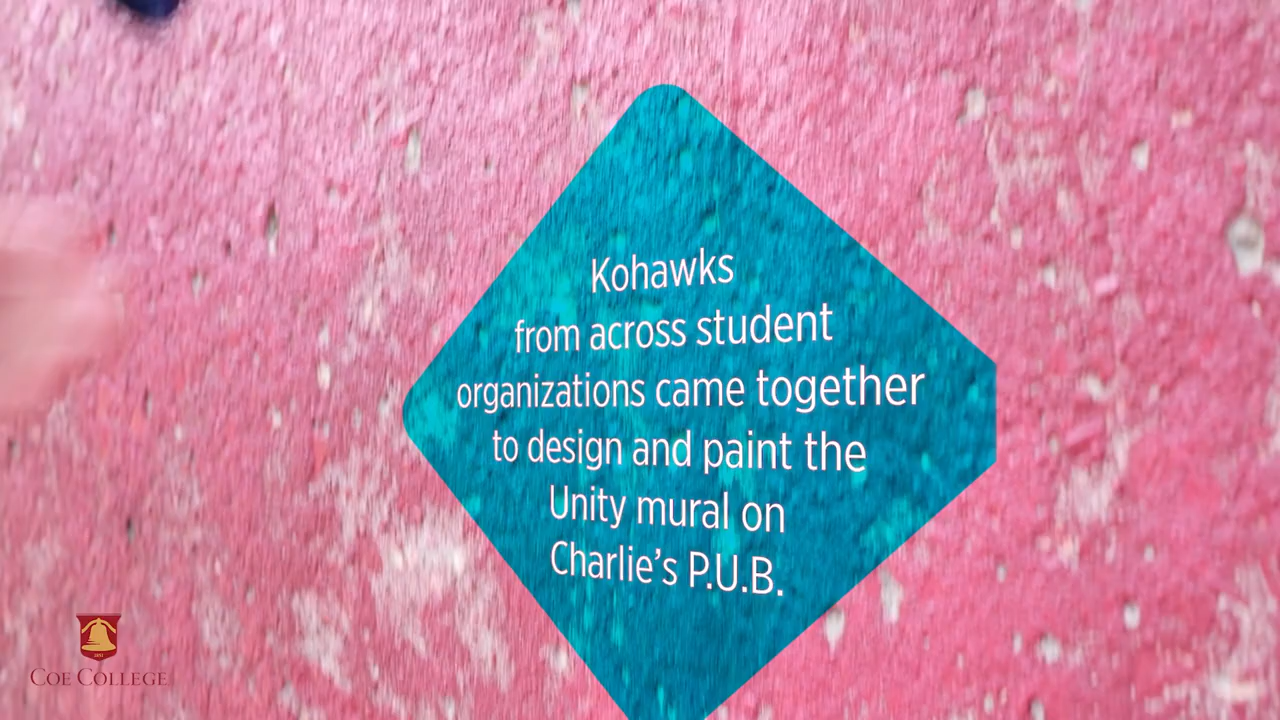 Kohawks
from across student
organizations came together
to design and paint the
Unity mural on
Charlie's P.U.B.
COE COLLEGE